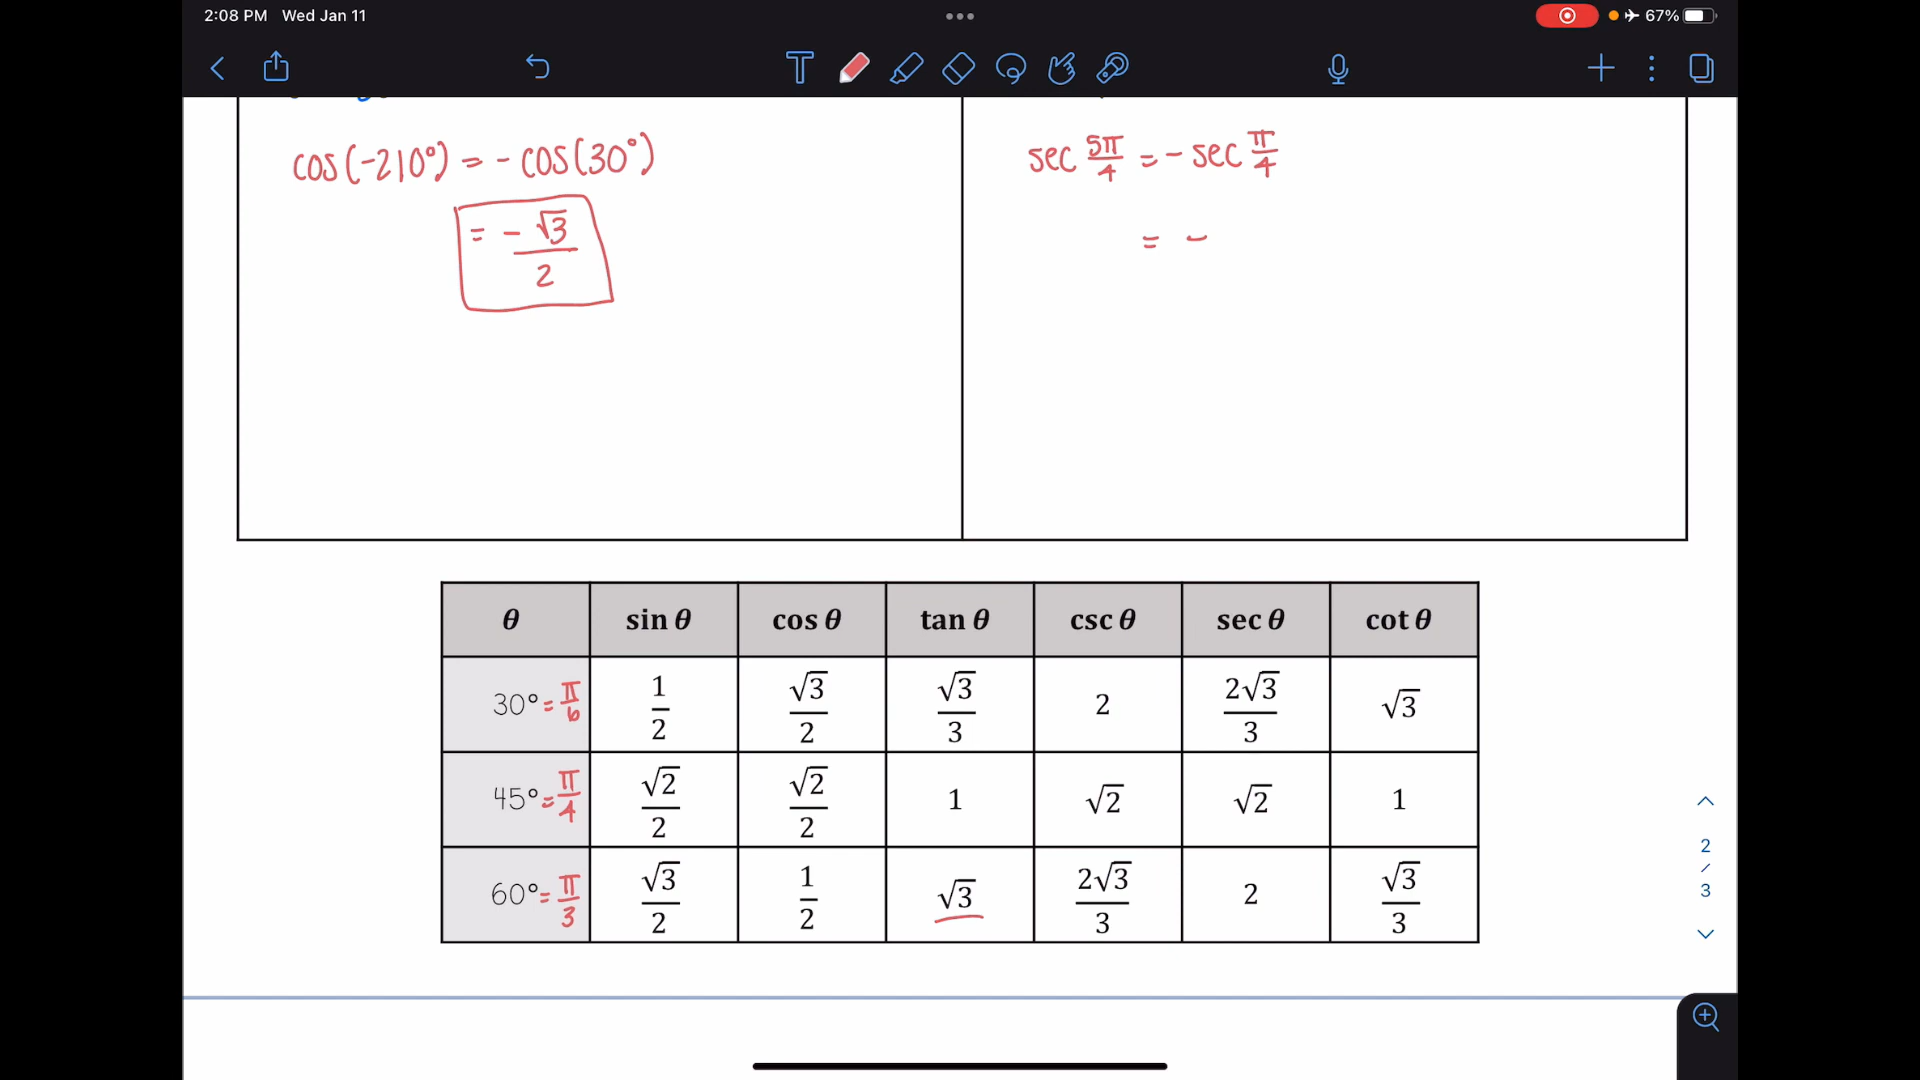 2:08 PM Wed Jan 11
67%
cos(-210°) = - cos(30°)
= - √3/2
sec 5π/4 = - sec π/4
= -
θ sin θ cos θ tan θ csc θ sec θ cot θ
30° = π/6 1/2 √3/2 √3/3 2 2√3/3 √3
45° = π/4 √2/2 √2/2 1 √2 √2 1
60° = π/3 √3/2 1/2 √3 2√3/3 2 √3/3
2 / 3